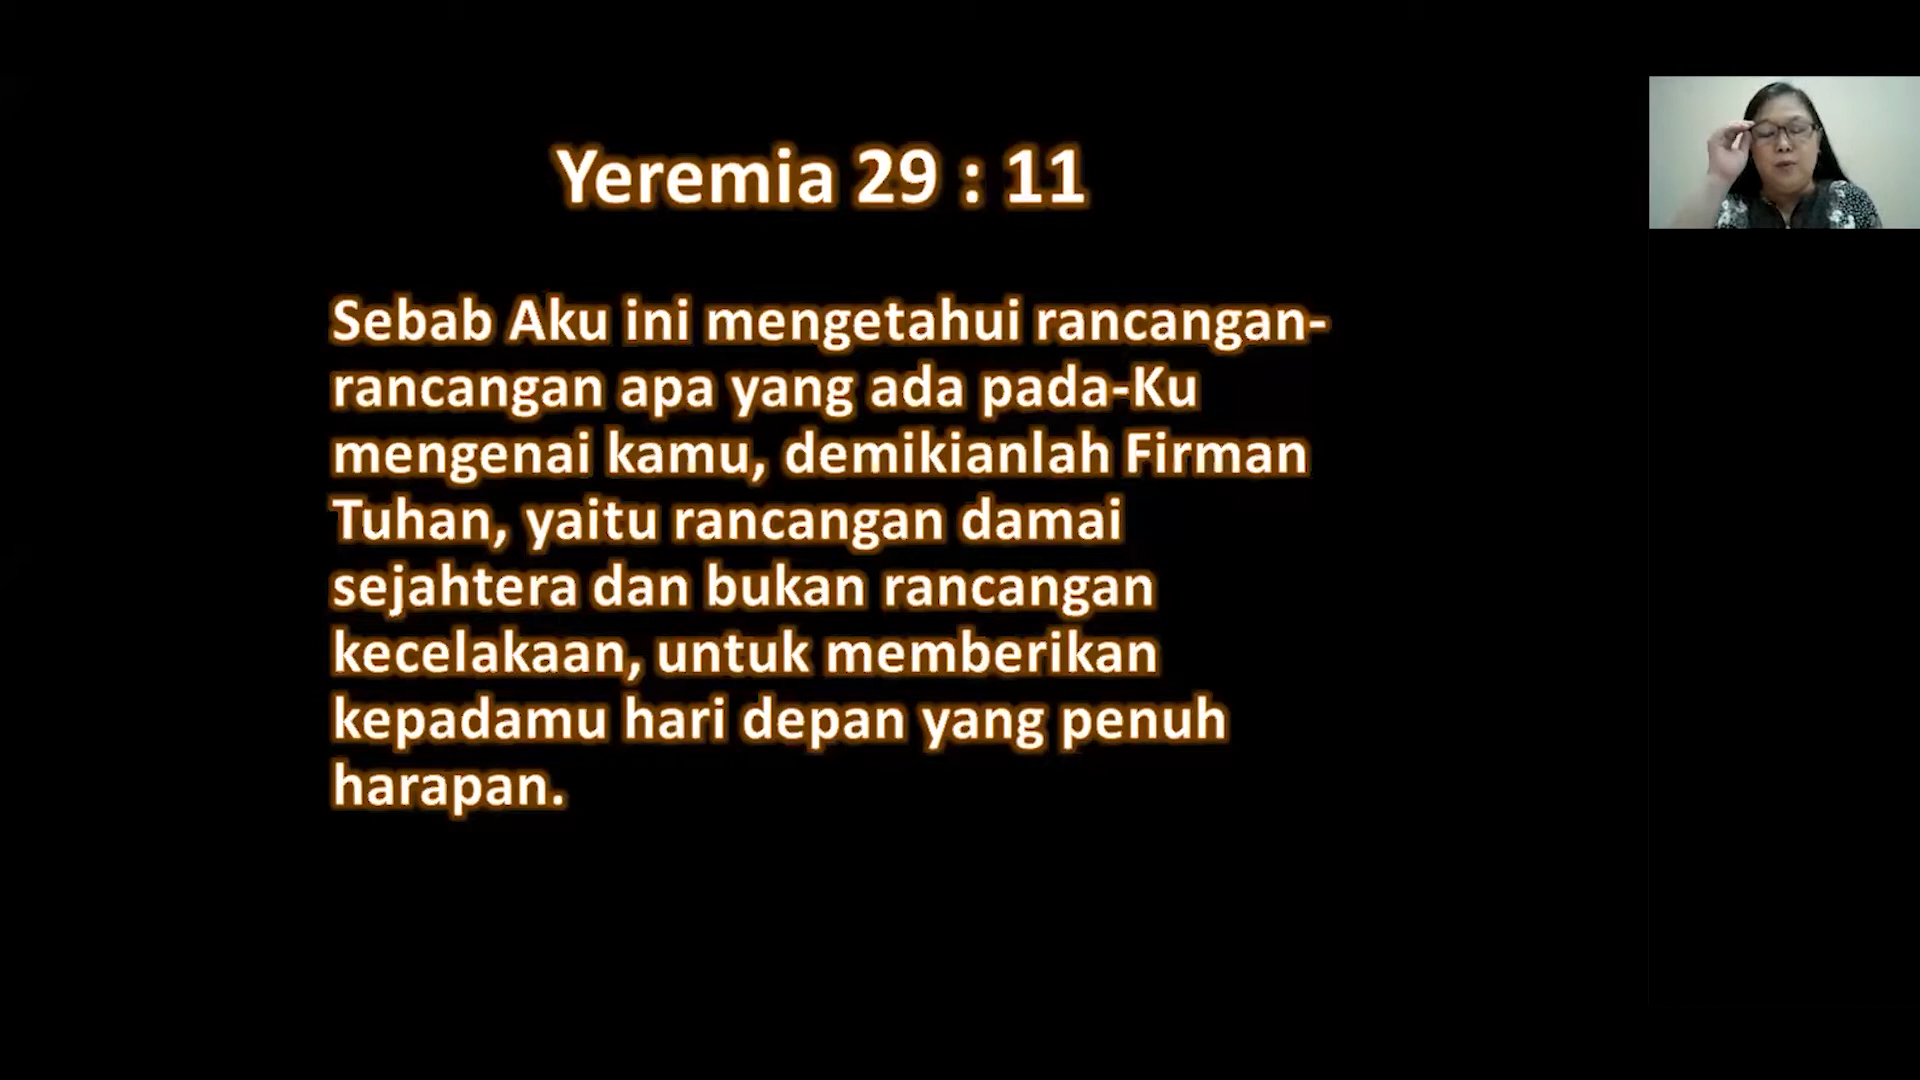 Yeremia 29 : 11
Sebab Aku ini mengetahui rancangan-
rancangan apa yang ada pada-Ku
mengenai kamu, demikianlah Firman
Tuhan, yaitu rancangan damai
sejahtera dan bukan rancangan
kecelakaan, untuk memberikan
kepadamu hari depan yang penuh
harapan.